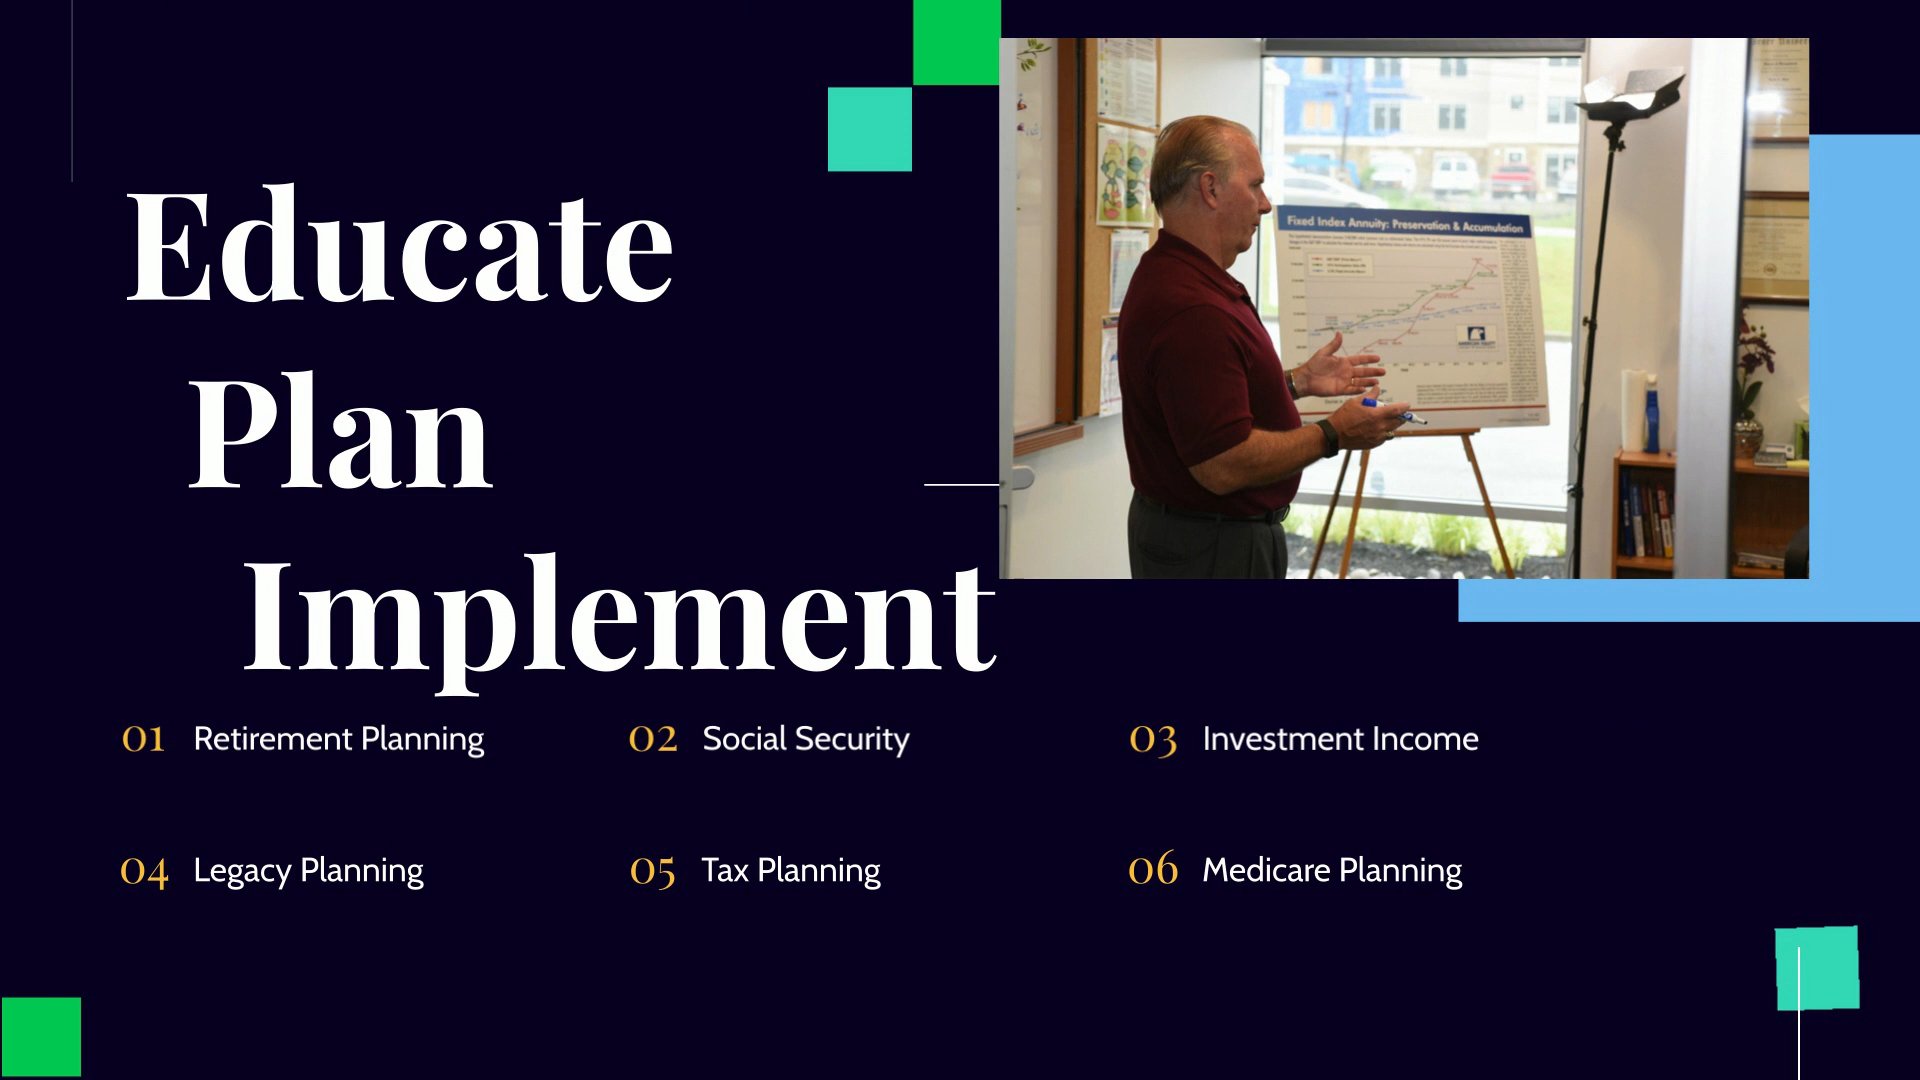 Educate
Plan
Implement
Fixed Index Annuity: Preservation & Accumulation
01 Retirement Planning
02 Social Security
03 Investment Income
04 Legacy Planning
05 Tax Planning
06 Medicare Planning